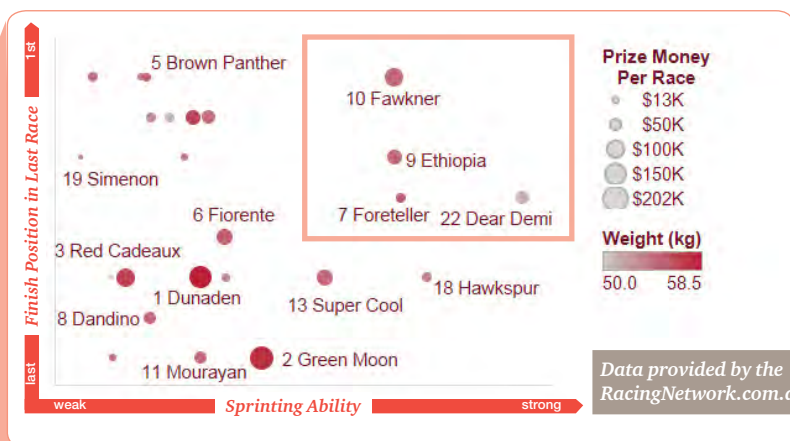 1st
Finish Position in Last Race
last
5 Brown Panther
10 Fawkner
9 Ethiopia
19 Simenon
7 Foreteller
22 Dear Demi
6 Fiorente
3 Red Cadeaux
1 Dunaden
18 Hawkspur
13 Super Cool
8 Dandino
2 Green Moon
11 Mourayan
weak
Sprinting Ability
strong
Prize Money
Per Race
$13K
$50K
$100K
$150K
$202K
Weight (kg)
50.0
58.5
Data provided by the